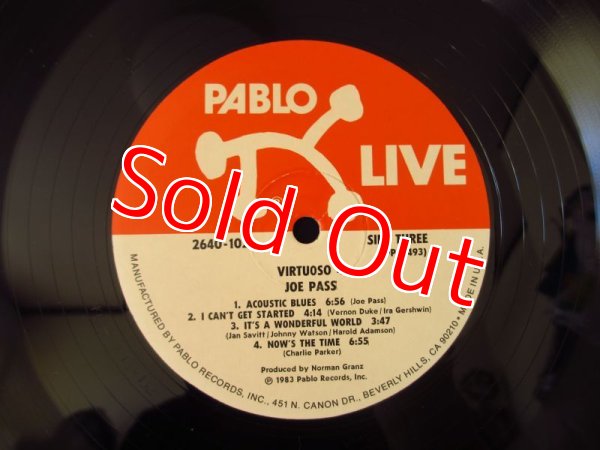 PABLO
LIVE
Sold Out
2640-10
SIDE THREE
VIRTUOSO
JOE PASS
1. ACOUSTIC BLUES 6:56 (Joe Pass)
2. I CAN'T GET STARTED 4:14 (Vernon Duke/Ira Gershwin)
3. IT'S A WONDERFUL WORLD 3:47
(Jan Savitt/Johnny Watson/Harold Adamson)
4. NOW'S THE TIME 6:55
(Charlie Parker)
Produced by Norman Granz
℗ © 1983 Pablo Records, Inc.
MANUFACTURED BY PABLO RECORDS, INC., 451 N. CANON DR., BEVERLY HILLS, CA 90210 • MADE IN U.S.A.